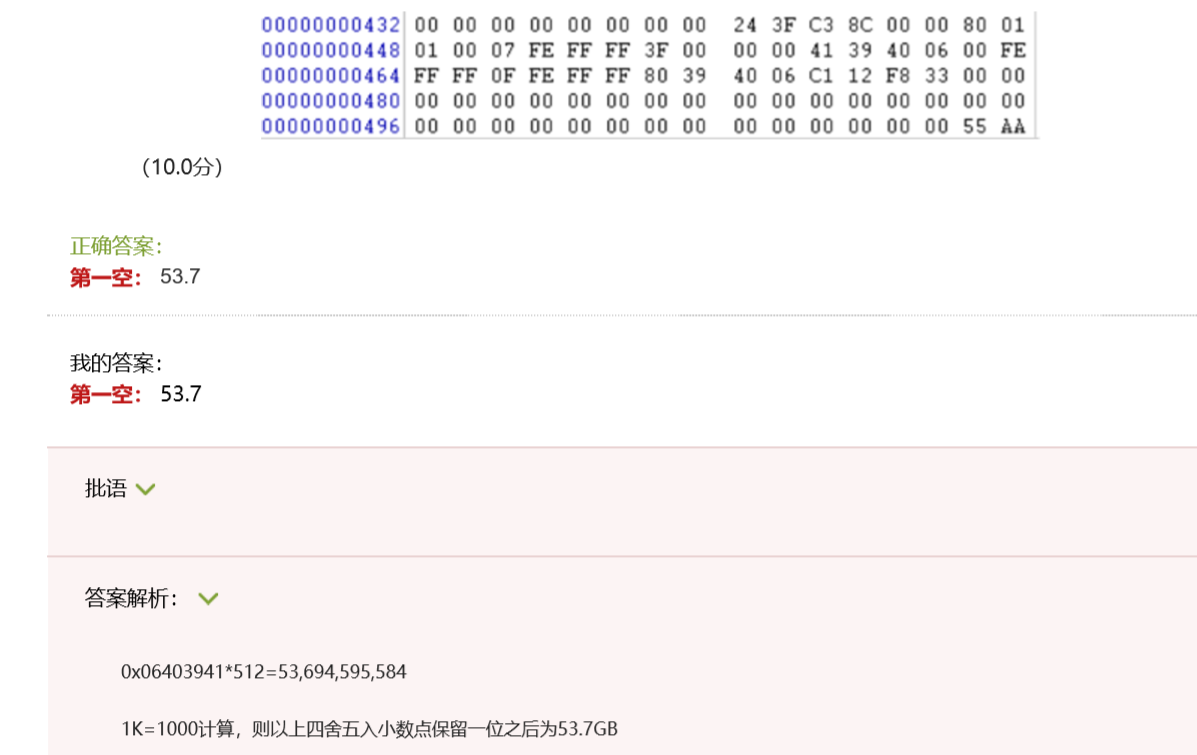 00000000432 00 00 00 00 00 00 00 00 24 3F C3 8C 00 00 80 01
00000000448 01 00 07 FE FF FF 3F 00 00 00 41 39 40 06 00 FE
00000000464 FF FF 0F FE FF FF 80 39 40 06 C1 12 F8 33 00 00
00000000480 00 00 00 00 00 00 00 00 00 00 00 00 00 00 00 00
00000000496 00 00 00 00 00 00 00 00 00 00 00 00 00 00 55 AA
(10.0分)
正确答案:
第一空: 53.7
我的答案:
第一空: 53.7
批语
答案解析:
0x06403941*512=53,694,595,584
1K=1000计算，则以上四舍五入小数点保留一位之后为53.7GB